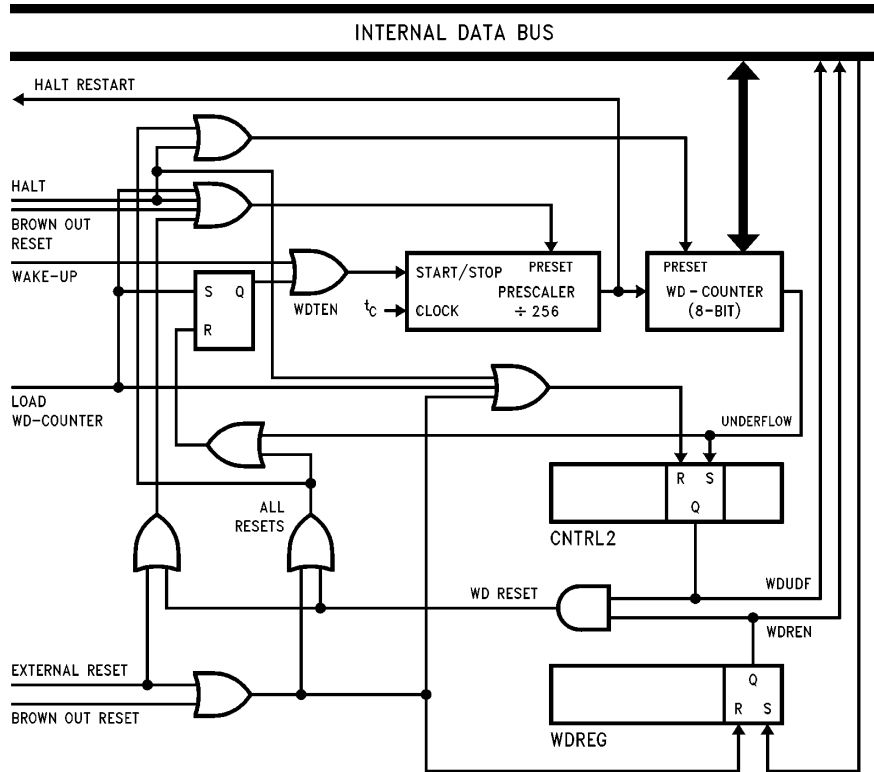 INTERNAL DATA BUS
HALT RESTART
HALT
BROWN OUT
RESET
WAKE-UP
S Q
R
WDTEN
tC
START/STOP
PRESET
CLOCK
PRESCALER
÷ 256
PRESET
WD-COUNTER
(8-BIT)
LOAD
WD-COUNTER
UNDERFLOW
R S
Q
CNTRL2
ALL
RESETS
WD RESET
WDUDF
WDREN
EXTERNAL RESET
BROWN OUT RESET
Q
R S
WDREG